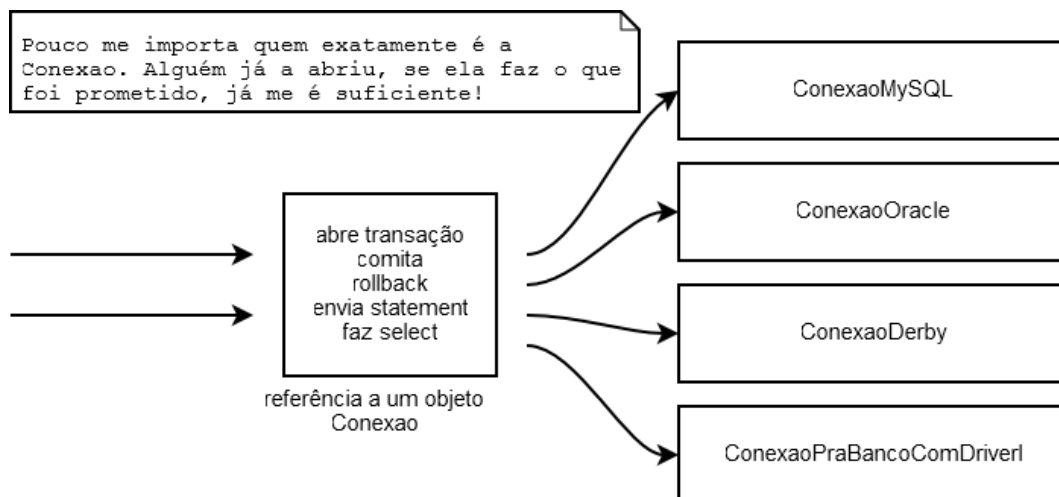 Pouco me importa quem exatamente é a
Conexao. Alguém já a abriu, se ela faz o que
foi prometido, já me é suficiente!
abre transação
comita
rollback
envia statement
faz select
referência a um objeto
Conexao
ConexaoMySQL
ConexaoOracle
ConexaoDerby
ConexaoPraBancoComDriverI